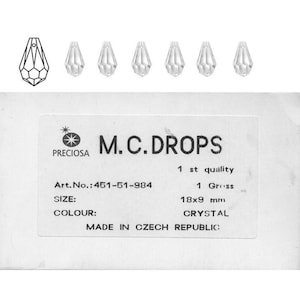 PRECIOSA
M.C.DROPS
1 st quality
Art.No.:451-51-984 1 Gross
SIZE: 18x9 mm
COLOUR: CRYSTAL
MADE IN CZECH REPUBLIC